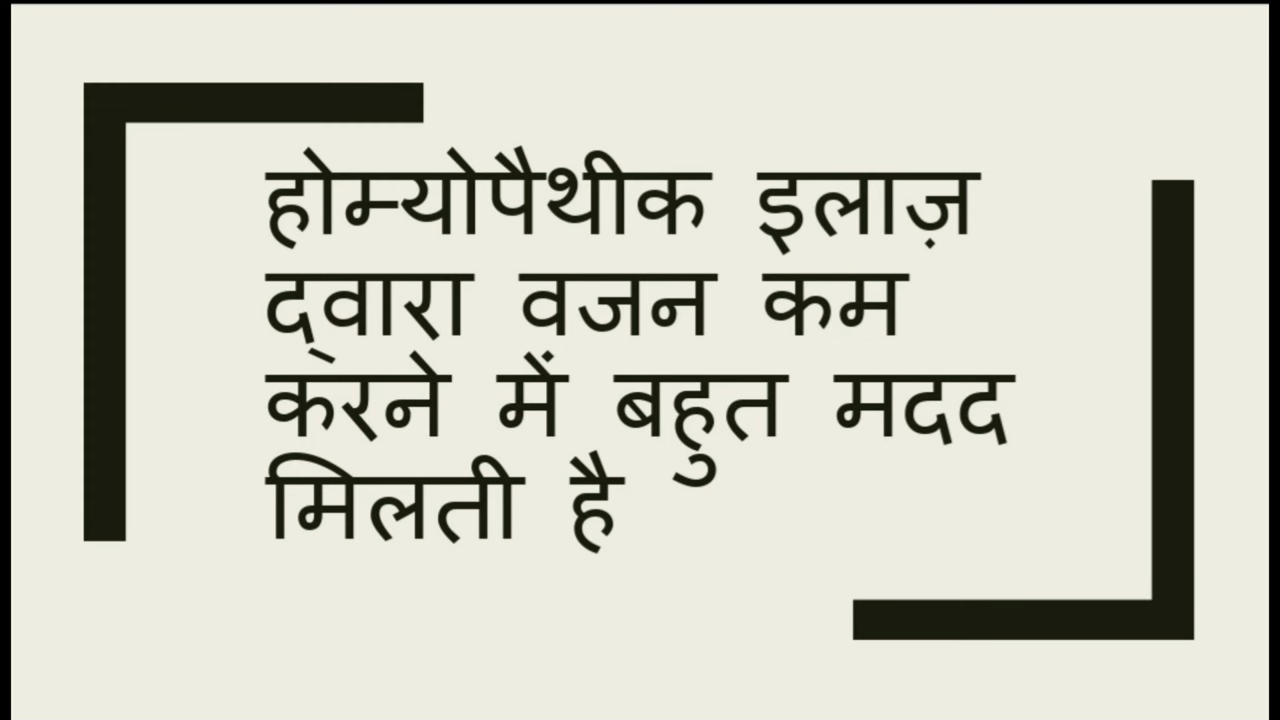 होम्योपैथीक इलाज़
द्वारा वजन कम
करने में बहुत मदद
मिलती है